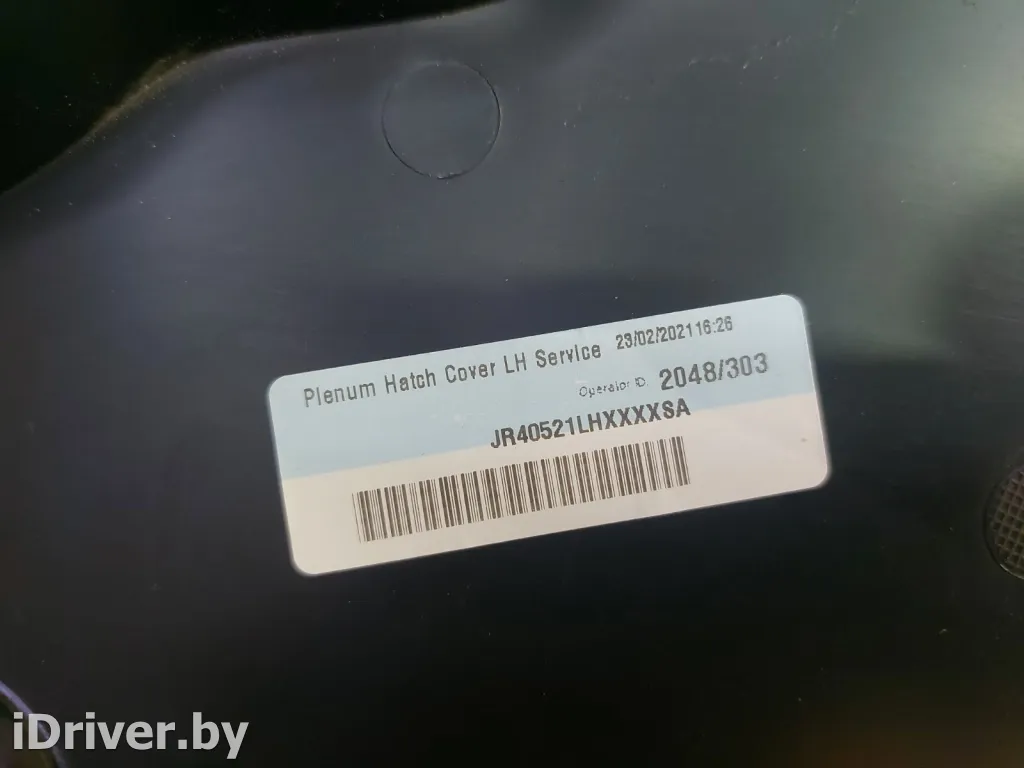 Plenum Hatch Cover LH Service 23/02/2021 16:26
Operator ID. 2048/303
JR40521LHXXXXSA
iDriver.by